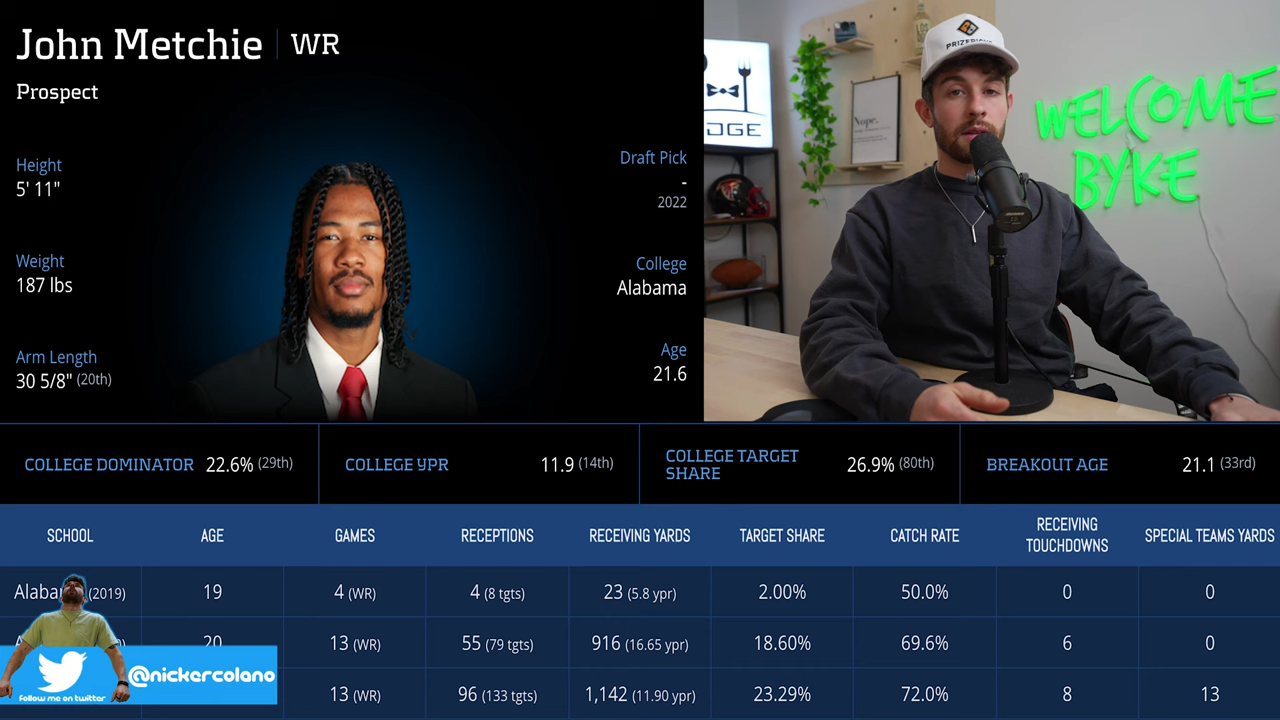 John Metchie | WR
Prospect
Height
5' 11"
Weight
187 lbs
Arm Length
30 5/8" (20th)
Draft Pick
-
2022
College
Alabama
Age
21.6
Nope.
WELCOME
BYKE
COLLEGE DOMINATOR 22.6% (29th)
COLLEGE YPR 11.9 (14th)
COLLEGE TARGET
SHARE 26.9% (80th)
BREAKOUT AGE 21.1 (33rd)
SCHOOL AGE GAMES RECEPTIONS RECEIVING YARDS TARGET SHARE CATCH RATE RECEIVING TOUCHDOWNS SPECIAL TEAMS YARDS
(2019) 19 4 (WR) 4 (8 tgts) 23 (5.8 ypr) 2.00% 50.0% 0 0
20 13 (WR) 55 (79 tgts) 916 (16.65 ypr) 18.60% 69.6% 6 0
13 (WR) 96 (133 tgts) 1,142 (11.90 ypr) 23.29% 72.0% 8 13
@nickercolano
follow me on twitter